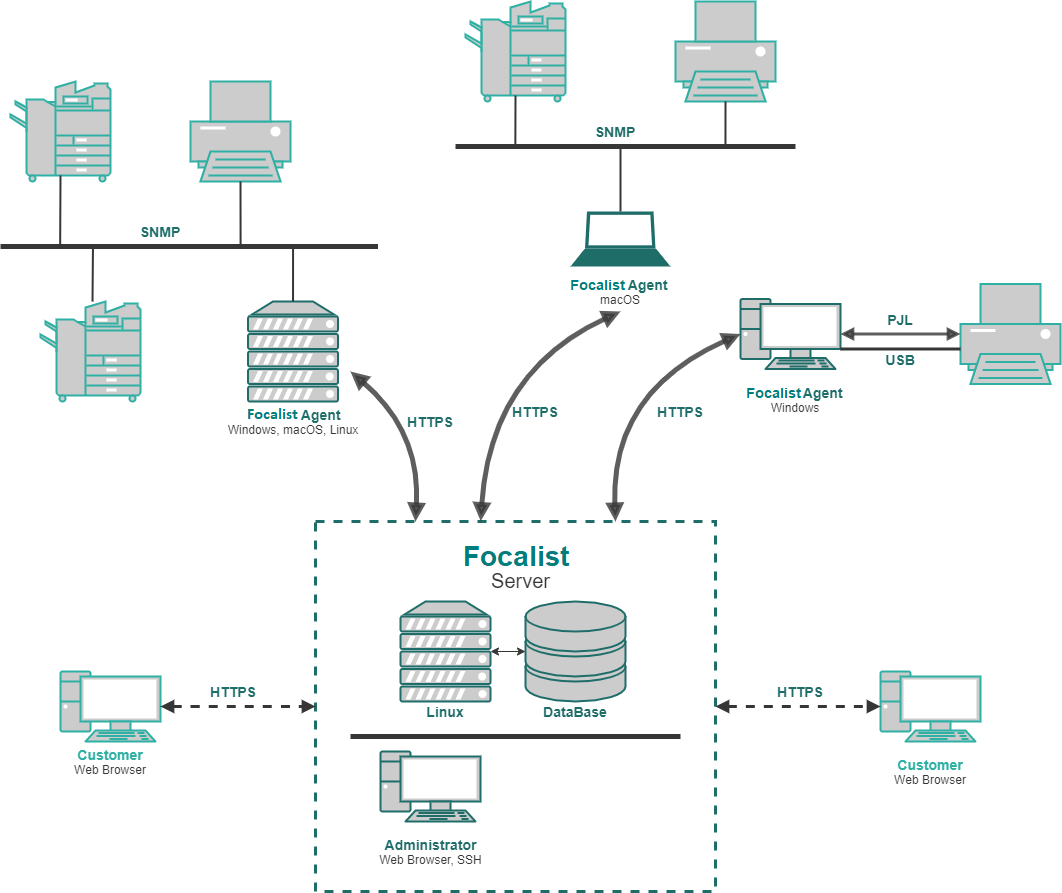 SNMP
SNMP
Focalist Agent
macOS
PJL
USB
Focalist Agent
Windows
Focalist Agent
Windows, macOS, Linux
HTTPS
HTTPS
HTTPS
Focalist
Server
Linux
DataBase
HTTPS
HTTPS
Customer
Web Browser
Customer
Web Browser
Administrator
Web Browser, SSH